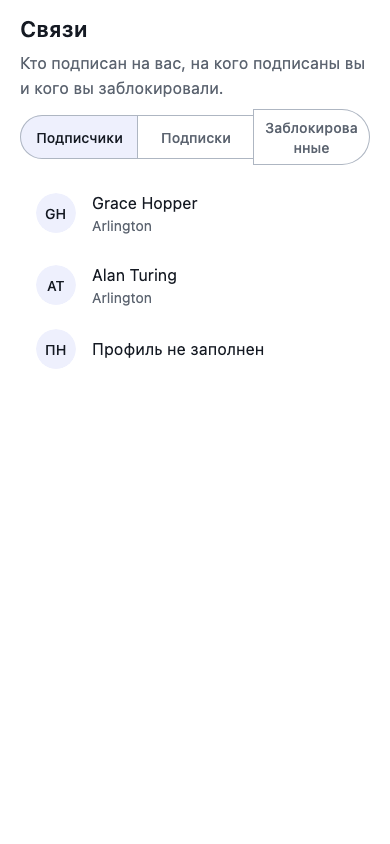 Связи
Кто подписан на вас, на кого подписаны вы
и кого вы заблокировали.
Подписчики
Подписки
Заблокирова
нные
GH
Grace Hopper
Arlington
AT
Alan Turing
Arlington
ПН
Профиль не заполнен